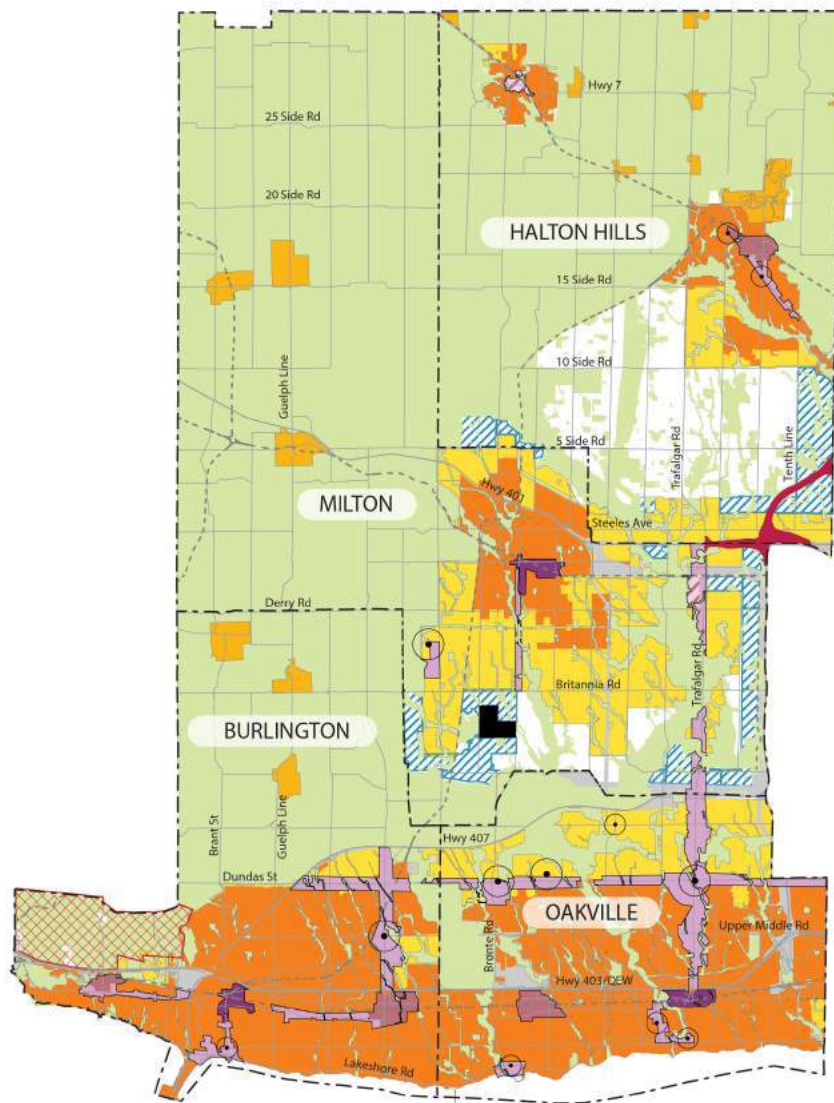 Hwy 7
25 Side Rd
20 Side Rd
HALTON HILLS
15 Side Rd
10 Side Rd
Guelph Line
Trafalgar Rd
Tenth Line
5 Side Rd
Hwy 401
MILTON
Steeles Ave
Derry Rd
Britannia Rd
Trafalgar Rd
BURLINGTON
Brant St
Guelph Line
Hwy 407
Dundas St
OAKVILLE
Bronte Rd
Upper Middle Rd
Hwy 403/QEW
Lakeshore Rd